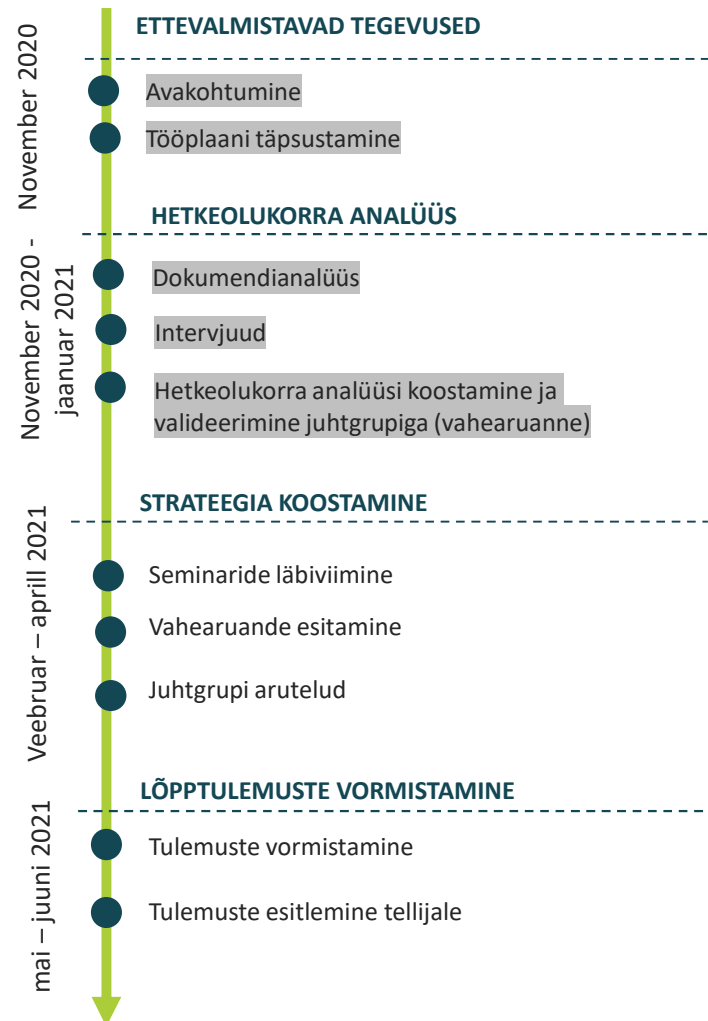 November 2020
ETTEVALMISTAVAD TEGEVUSED
Avakohtumine
Tööplaani täpsustamine
November 2020 -
jaanuar 2021
HETKEOLUKORRA ANALÜÜS
Dokumendianalüüs
Intervjuud
Hetkeolukorra analüüsi koostamine ja
valideerimine juhtgrupiga (vahearuanne)
Veebruar – aprill 2021
STRATEEGIA KOOSTAMINE
Seminaride läbiviimine
Vahearuande esitamine
Juhtgrupi arutelud
mai – juuni 2021
LÕPPTULEMUSTE VORMISTAMINE
Tulemuste vormistamine
Tulemuste esitlemine tellijale